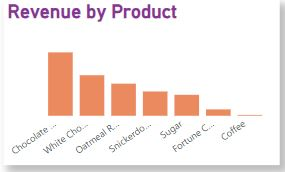 Revenue by Product
Chocolate ...
White Cho...
Oatmeal R...
Snickerdo...
Sugar
Fortune C...
Coffee